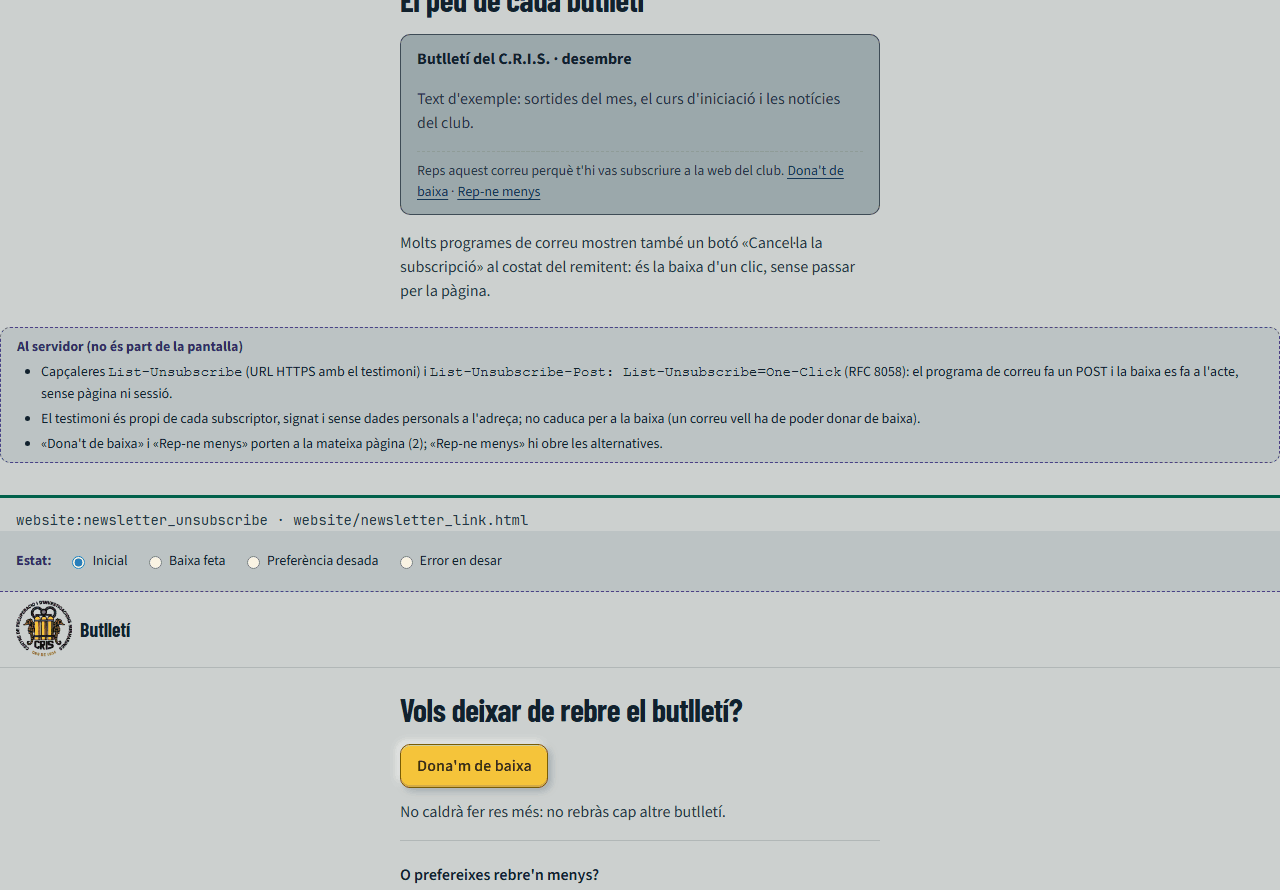 El peu de cada butlletí
Butlletí del C.R.I.S. · desembre
Text d'exemple: sortides del mes, el curs d'iniciació i les notícies
del club.
Reps aquest correu perquè t'hi vas subscriure a la web del club. Dona't de
baixa · Rep-ne menys
Molts programes de correu mostren també un botó «Cancel·la la
subscripció» al costat del remitent: és la baixa d'un clic, sense passar
per la pàgina.
Al servidor (no és part de la pantalla)
Capçaleres List-Unsubscribe (URL HTTPS amb el testimoni) i List-Unsubscribe-Post: List-Unsubscribe=One-Click (RFC 8058): el programa de correu fa un POST i la baixa es fa a l'acte,
sense pàgina ni sessió.
El testimoni és propi de cada subscriptor, signat i sense dades personals a l'adreça; no caduca per a la baixa (un correu vell ha de poder donar de baixa).
«Dona't de baixa» i «Rep-ne menys» porten a la mateixa pàgina (2); «Rep-ne menys» hi obre les alternatives.
website:newsletter_unsubscribe · website/newsletter_link.html
Estat: Inicial Baixa feta Preferència desada Error en desar
CRIS
Butlletí
Vols deixar de rebre el butlletí?
Dona'm de baixa
No caldrà fer res més: no rebràs cap altre butlletí.
O prefereixes rebre'n menys?